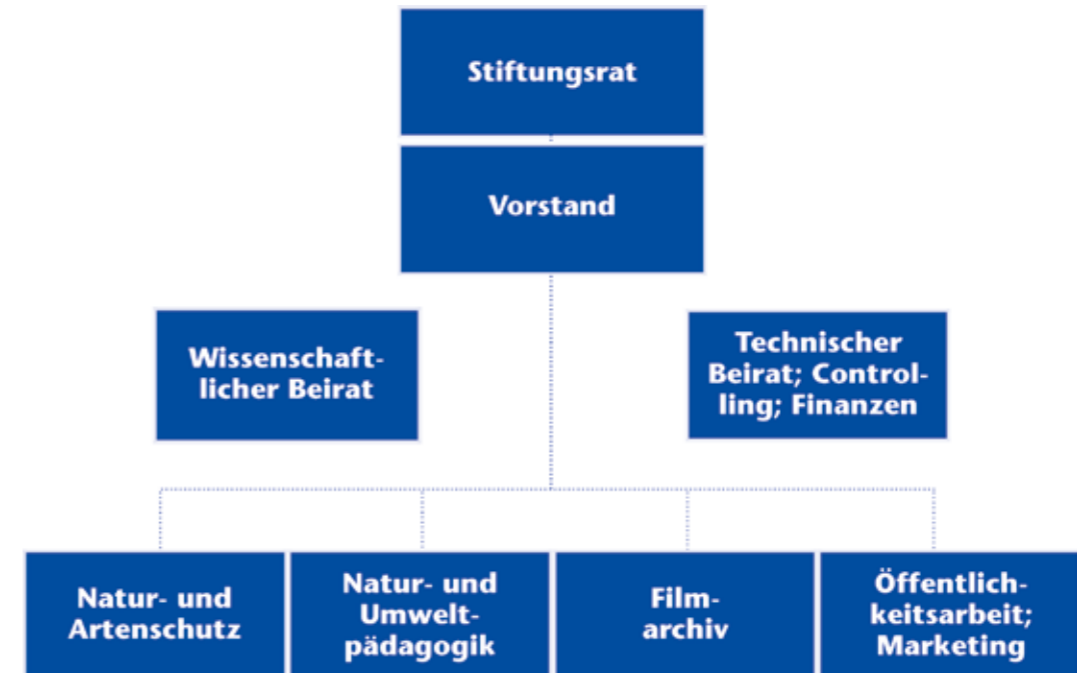 Stiftungsrat
Vorstand
Wissenschaft-
licher Beirat
Technischer
Beirat; Control-
ling; Finanzen
Natur- und
Artenschutz
Natur- und
Umwelt-
pädagogik
Film-
archiv
Öffentlich-
keitsarbeit;
Marketing